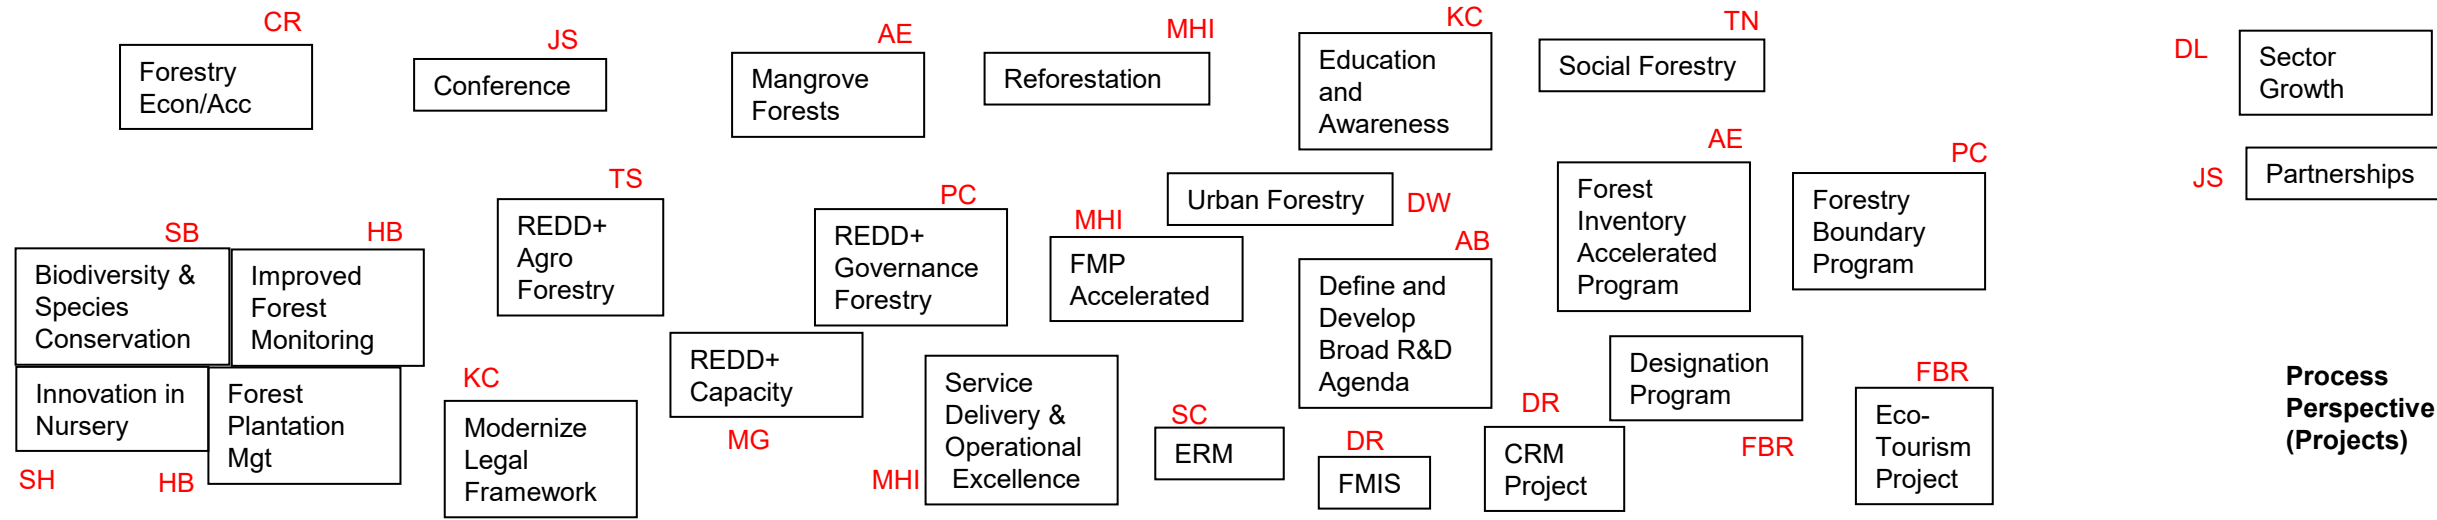 CR
Forestry
Econ/Acc
JS
Conference
AE
Mangrove
Forests
MHI
Reforestation
KC
Education
and
Awareness
TN
Social Forestry
DL
Sector
Growth
JS
Partnerships
SB
Biodiversity &
Species
Conservation
HB
Improved
Forest
Monitoring
TS
REDD+
Agro
Forestry
PC
REDD+
Governance
Forestry
MHI
FMP
Accelerated
Urban Forestry
DW
AB
Define and
Develop
Broad R&D
Agenda
AE
Forest
Inventory
Accelerated
Program
PC
Forestry
Boundary
Program
Innovation in
Nursery
SH
Forest
Plantation
Mgt
HB
KC
Modernize
Legal
Framework
REDD+
Capacity
MG
Service
Delivery &
Operational
Excellence
MHI
SC
ERM
DR
FMIS
DR
CRM
Project
Designation
Program
FBR
FBR
Eco-
Tourism
Project
Process
Perspective
(Projects)